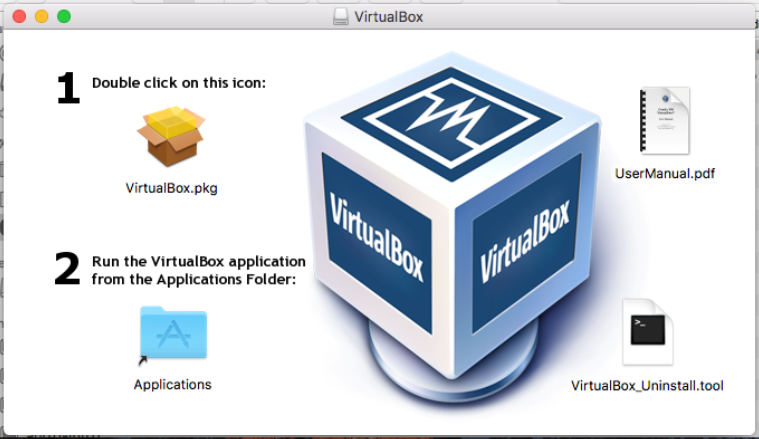 VirtualBox
1 Double click on this icon:
VirtualBox.pkg
2 Run the VirtualBox application
from the Applications Folder:
Applications
VirtualBox
VirtualBox
UserManual.pdf
>_
VirtualBox_Uninstall.tool